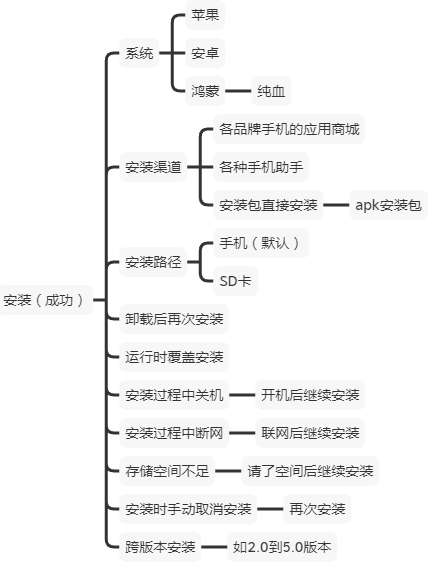 苹果
系统
安卓
鸿蒙
纯血
各品牌手机的应用商城
安装渠道
各种手机助手
安装包直接安装
apk安装包
手机（默认）
安装路径
SD卡
安装（成功）
卸载后再次安装
运行时覆盖安装
安装过程中关机
开机后继续安装
安装过程中断网
联网后继续安装
存储空间不足
请了空间后继续安装
安装时手动取消安装
再次安装
跨版本安装
如2.0到5.0版本